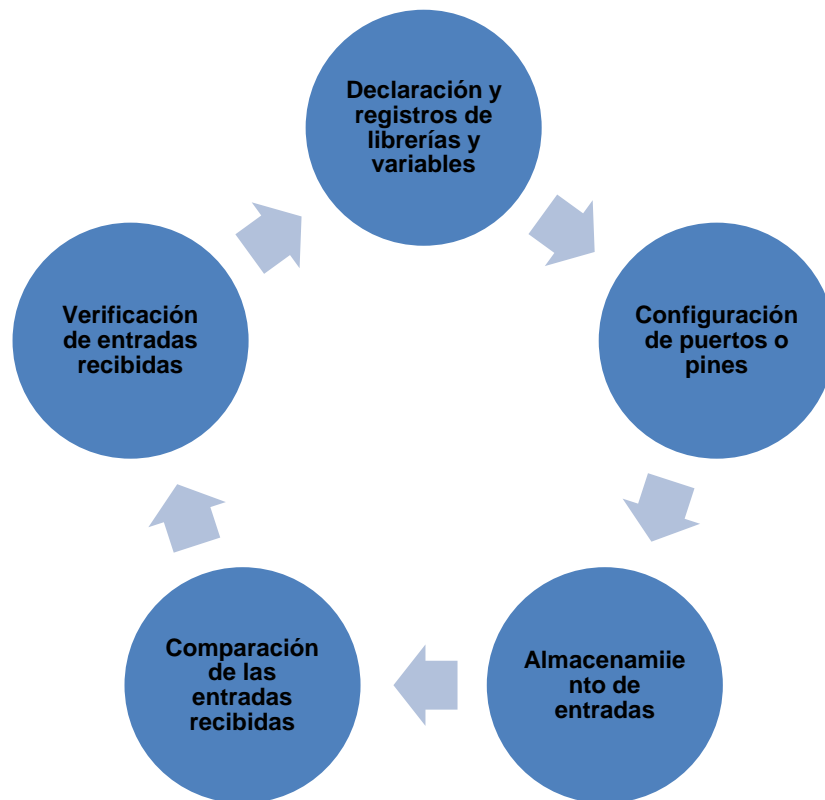 Declaración y
registros de
librerías y
variables
Configuración
de puertos o
pines
Almacenamiie
nto de
entradas
Comparación
de las
entradas
recibidas
Verificación
de entradas
recibidas